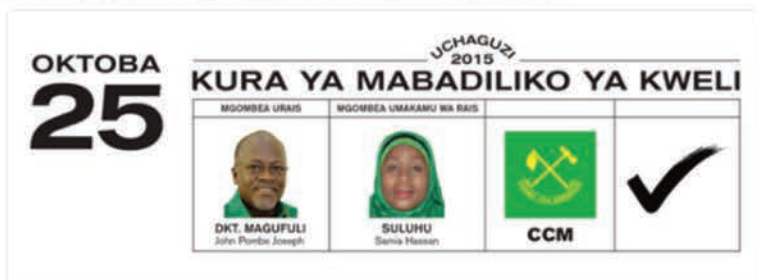 OKTOBA
25
UCHAGUZI
2015
KURA YA MABADILIKO YA KWELI
MGOMBEA URAIS
MGOMBEA UMAKAMU WA RAIS
DKT. MAGUFULI
John Pombe Joseph
SULUHU
Samia Hassan
CCM